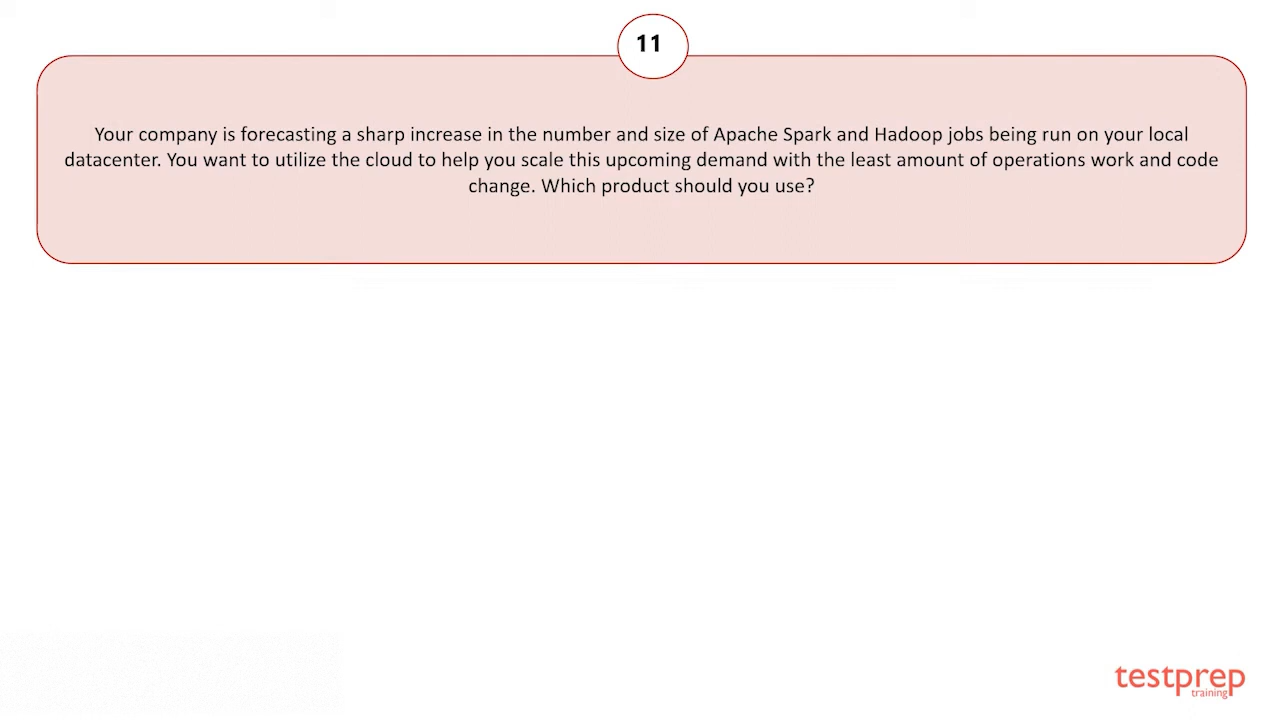 11
Your company is forecasting a sharp increase in the number and size of Apache Spark and Hadoop jobs being run on your local
datacenter. You want to utilize the cloud to help you scale this upcoming demand with the least amount of operations work and code
change. Which product should you use?
testprep
training